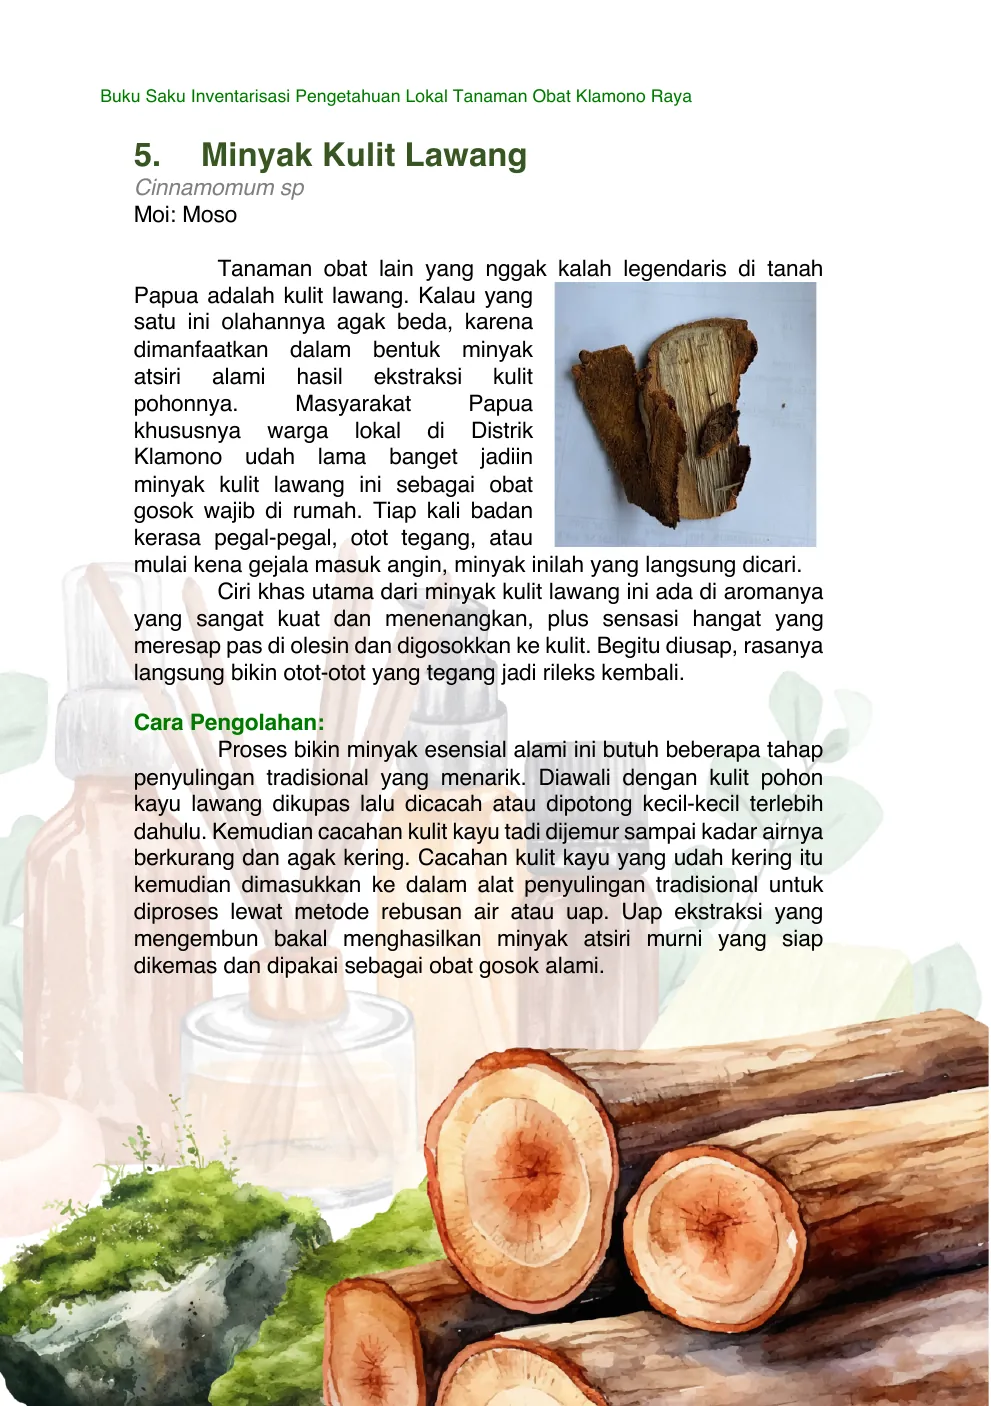 Buku Saku Inventarisasi Pengetahuan Lokal Tanaman Obat Klamono Raya
5. Minyak Kulit Lawang
Cinnamomum sp
Moi: Moso
Tanaman obat lain yang nggak kalah legendaris di tanah
Papua adalah kulit lawang. Kalau yang
satu ini olahannya agak beda, karena
dimanfaatkan dalam bentuk minyak
atsiri alami hasil ekstraksi kulit
pohonnya. Masyarakat Papua
khususnya warga lokal di Distrik
Klamono udah lama banget jadiin
minyak kulit lawang ini sebagai obat
gosok wajib di rumah. Tiap kali badan
kerasa pegal-pegal, otot tegang, atau
mulai kena gejala masuk angin, minyak inilah yang langsung dicari.
Ciri khas utama dari minyak kulit lawang ini ada di aromanya
yang sangat kuat dan menenangkan, plus sensasi hangat yang
meresap pas di olesin dan digosokkan ke kulit. Begitu diusap, rasanya
langsung bikin otot-otot yang tegang jadi rileks kembali.
Cara Pengolahan:
Proses bikin minyak esensial alami ini butuh beberapa tahap
penyulingan tradisional yang menarik. Diawali dengan kulit pohon
kayu lawang dikupas lalu dicacah atau dipotong kecil-kecil terlebih
dahulu. Kemudian cacahan kulit kayu tadi dijemur sampai kadar airnya
berkurang dan agak kering. Cacahan kulit kayu yang udah kering itu
kemudian dimasukkan ke dalam alat penyulingan tradisional untuk
diproses lewat metode rebusan air atau uap. Uap ekstraksi yang
mengembun bakal menghasilkan minyak atsiri murni yang siap
dikemas dan dipakai sebagai obat gosok alami.